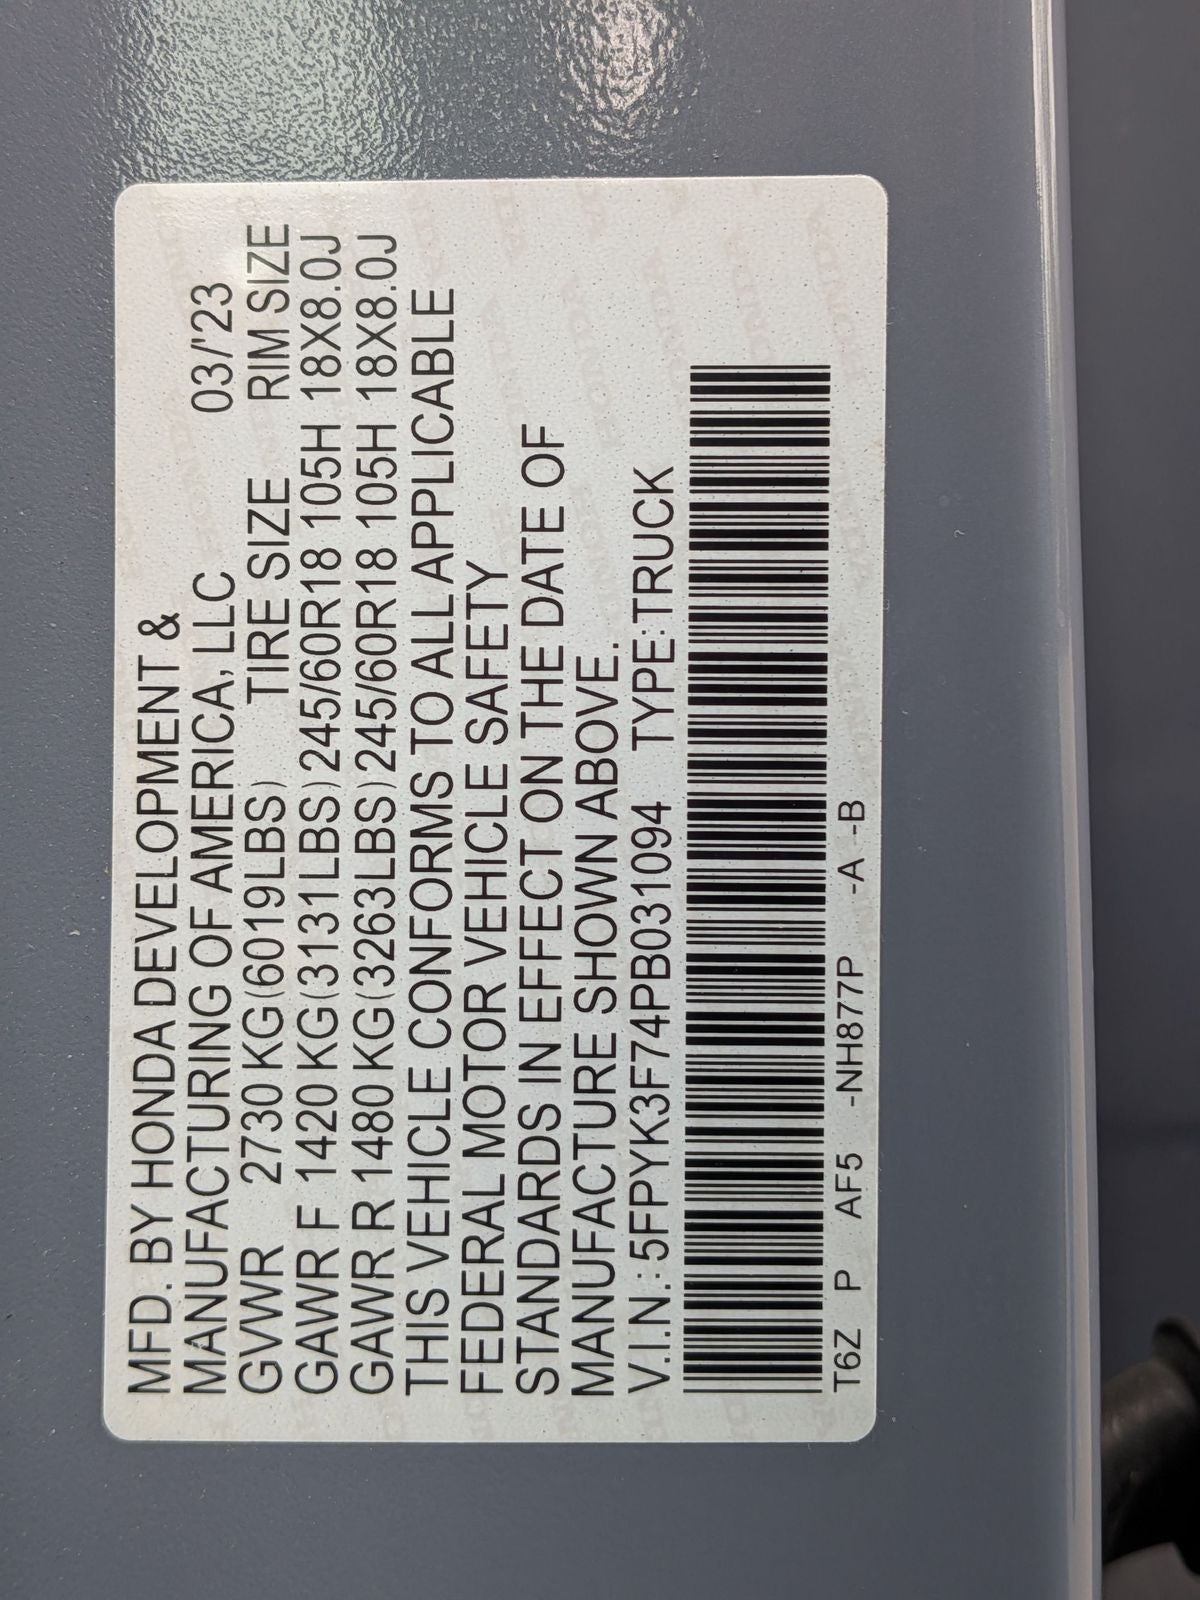 MFD. BY HONDA DEVELOPMENT &
MANUFACTURING OF AMERICA, LLC 03/'23
GVWR 2730 KG(6019LBS) TIRE SIZE RIM SIZE
GAWR F 1420 KG(3131LBS) 245/60R18 105H 18X8.0J
GAWR R 1480 KG(3263LBS) 245/60R18 105H 18X8.0J
THIS VEHICLE CONFORMS TO ALL APPLICABLE
FEDERAL MOTOR VEHICLE SAFETY
STANDARDS IN EFFECT ON THE DATE OF
MANUFACTURE SHOWN ABOVE.
V.I.N.: 5FPYK3F74PB031094 TYPE:TRUCK
T6Z P AF5 -NH877P -A -B